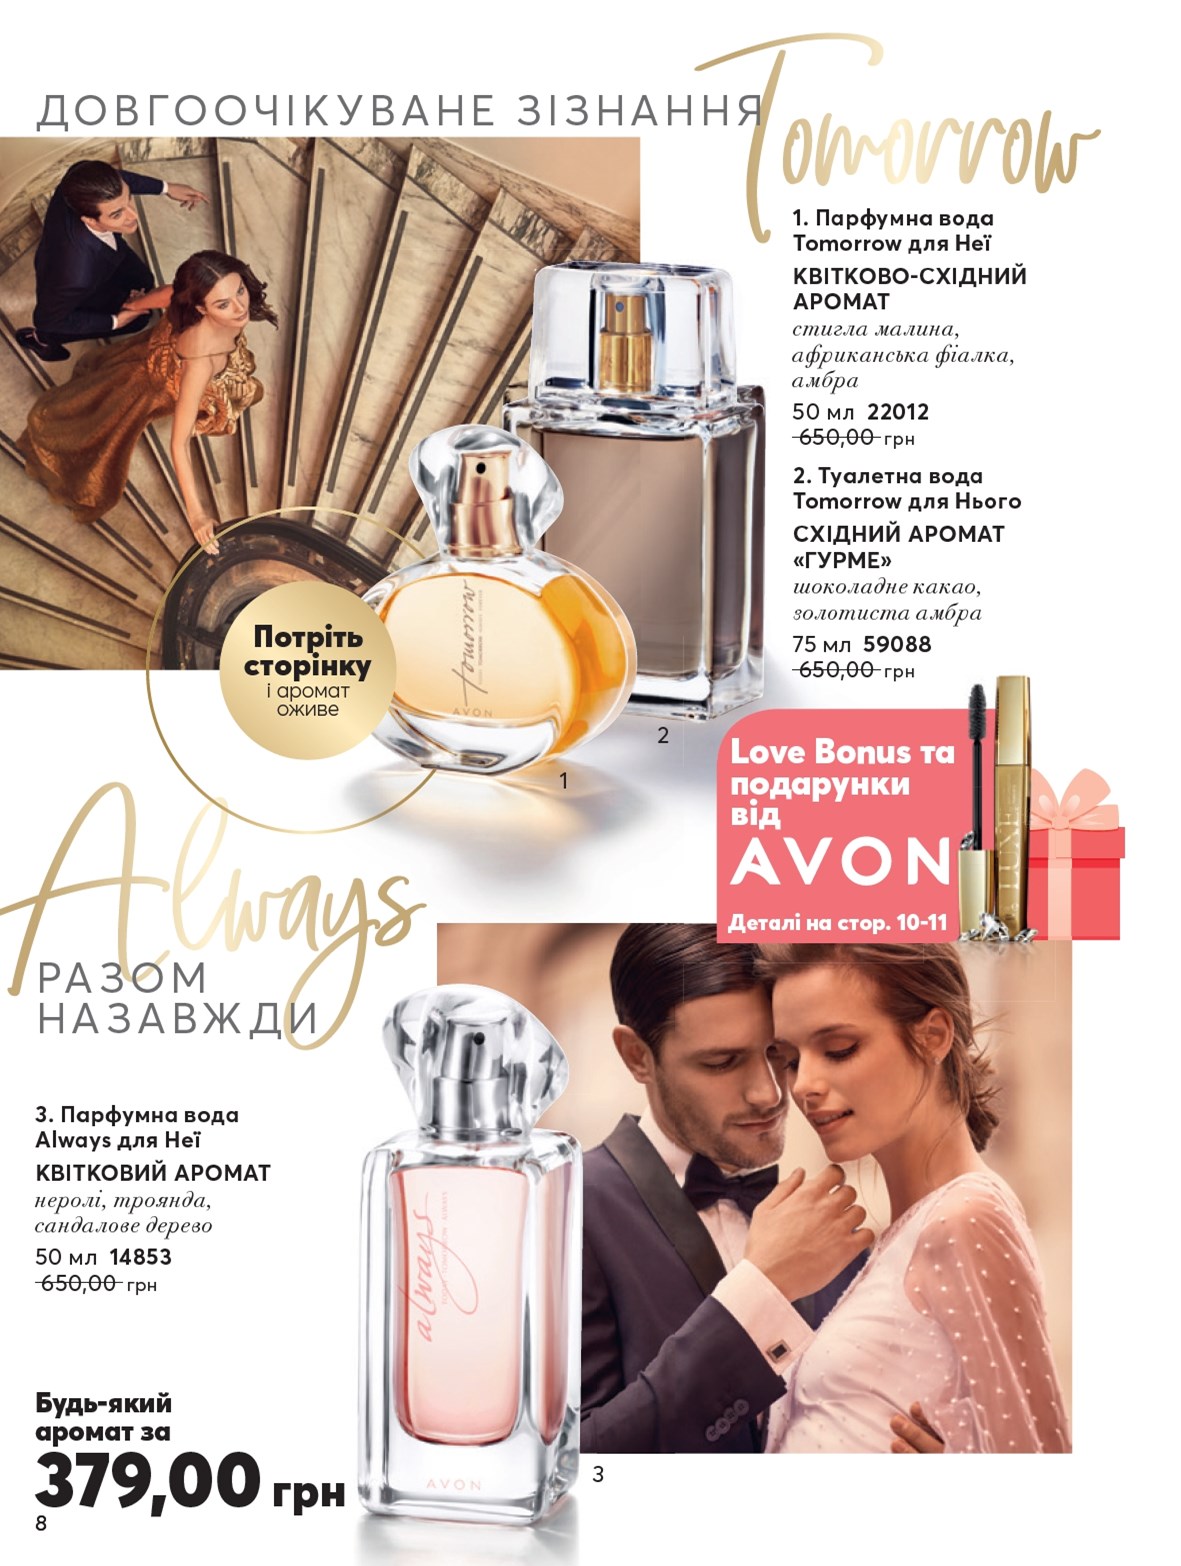 ДОВГООЧІКУВАНЕ ЗІЗНАННЯ
Tomorrow
1. Парфумна вода
Tomorrow для Неї
КВІТКОВО-СХІДНИЙ
АРОМАТ
стигла малина,
африканська фіалка,
амбра
50 мл 22012
650,00 грн
2. Туалетна вода
Tomorrow для Нього
СХІДНИЙ АРОМАТ
«ГУРМЕ»
шоколадне какао,
золотиста амбра
75 мл 59088
650,00 грн
Потріть
сторінку
і аромат
оживе
tomorrow
AVON
1
2
Love Bonus та
подарунки
від
AVON
Деталі на стор. 10-11
Always
РАЗОМ
НАЗАВЖДИ
3. Парфумна вода
Always для Неї
КВІТКОВИЙ АРОМАТ
неролі, троянда,
сандалове дерево
50 мл 14853
650,00 грн
always
TODAY TOMORROW ALWAYS
AVON
3
Будь-який
аромат за
379,00 грн
8